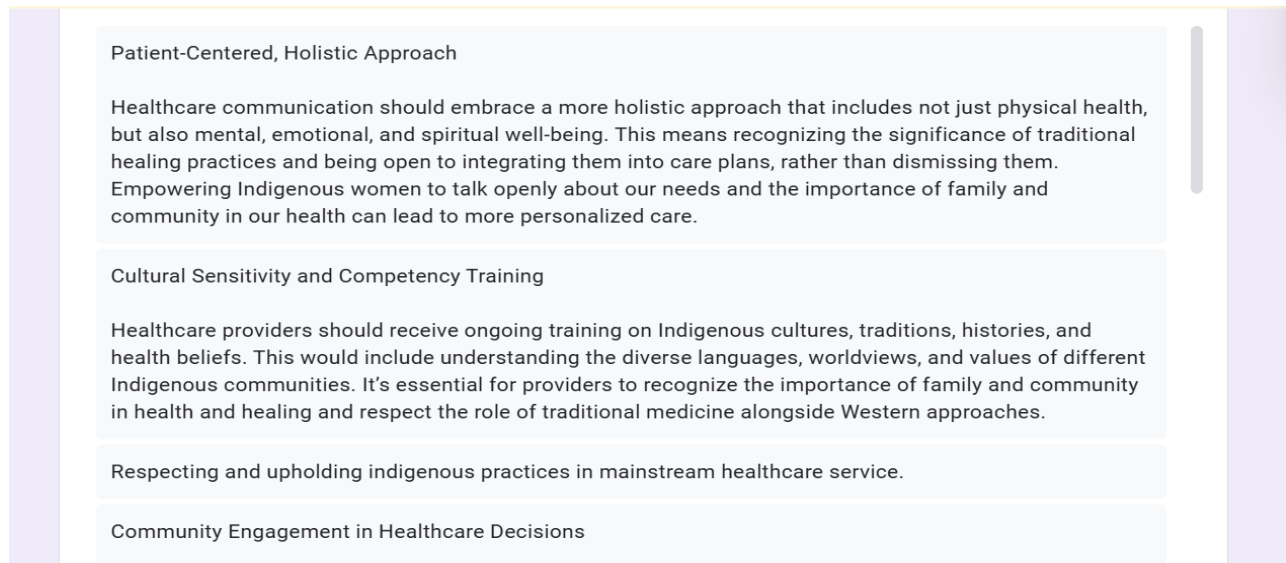 Patient-Centered, Holistic Approach
Healthcare communication should embrace a more holistic approach that includes not just physical health,
but also mental, emotional, and spiritual well-being. This means recognizing the significance of traditional
healing practices and being open to integrating them into care plans, rather than dismissing them.
Empowering Indigenous women to talk openly about our needs and the importance of family and
community in our health can lead to more personalized care.
Cultural Sensitivity and Competency Training
Healthcare providers should receive ongoing training on Indigenous cultures, traditions, histories, and
health beliefs. This would include understanding the diverse languages, worldviews, and values of different
Indigenous communities. It’s essential for providers to recognize the importance of family and community
in health and healing and respect the role of traditional medicine alongside Western approaches.
Respecting and upholding indigenous practices in mainstream healthcare service.
Community Engagement in Healthcare Decisions